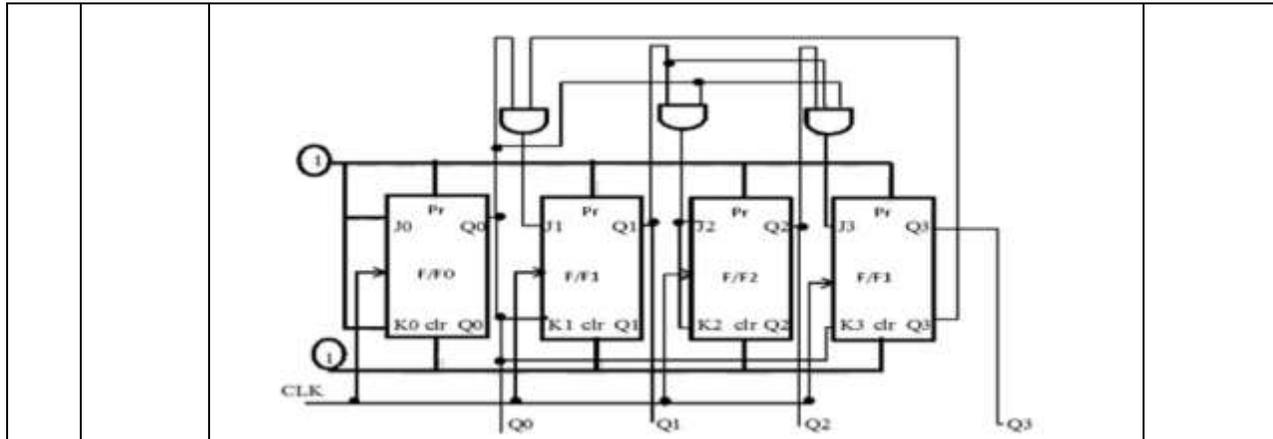 1
Pr Pr Pr Pr
J0 Q0 J1 Q1 J2 Q2 J3 Q3
F/F0 F/F1 F/F2 F/F3
K0 clr Q0 K1 clr Q1 K2 clr Q2 K3 clr Q3
1
CLK
Q0 Q1 Q2 Q3